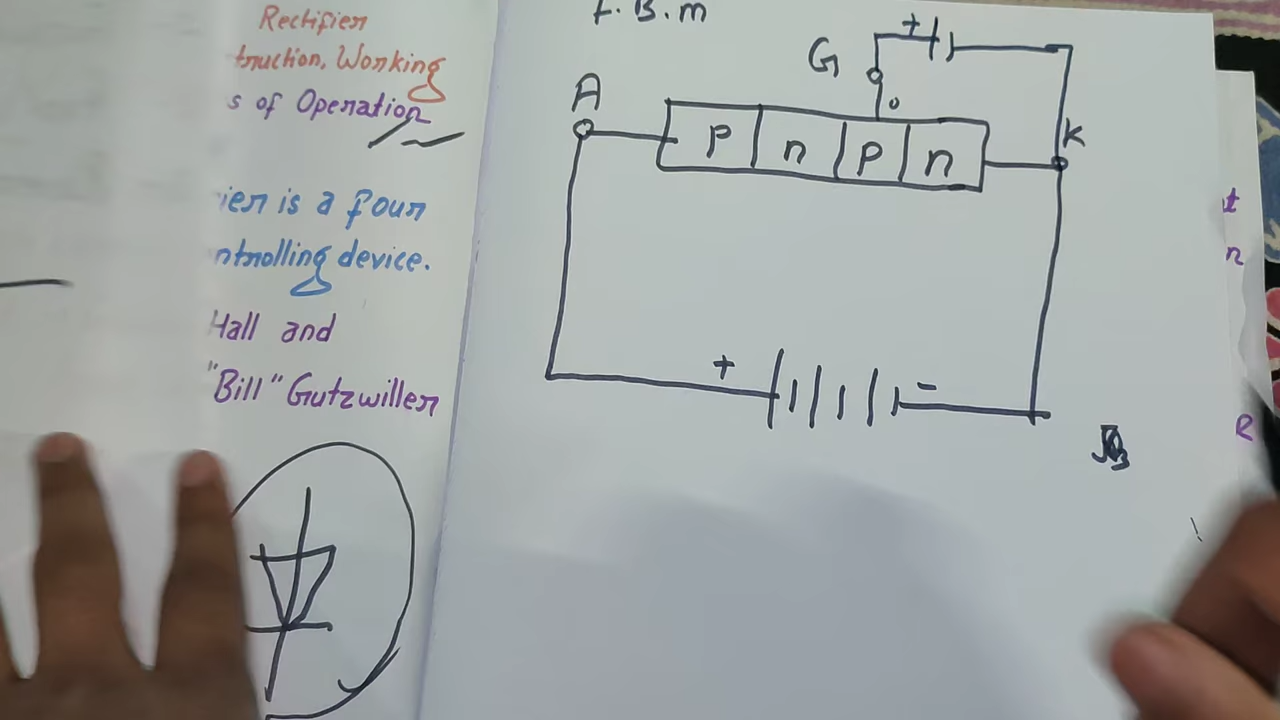 Rectifier
truction, Working
s of Operation
ier is a four
ntrolling device.
Hall and
"Bill" Gutzwiller
F.B.m
G
+
A
o
K
P n P n
+ -
t
n
R